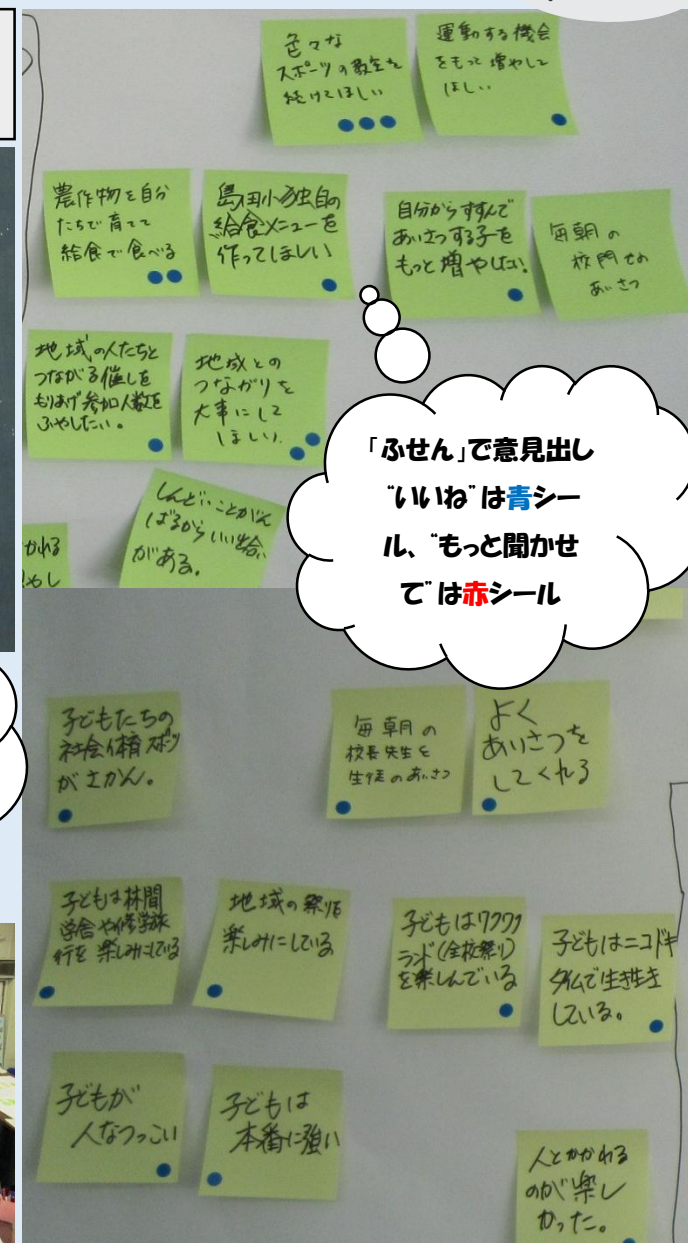 色々な
スポーツの教室を
続けてほしい
運動する機会
をもっと増やして
ほしい
農作物を自分
たちで育てて
給食で食べる
島田小独自の
給食メニューを
作ってほしい
自分からすすんで
あいさつする子を
もっと増やしたい。
毎朝の
校門での
あいさつ
地域の人たちと
つながる催しを
もりあげ参加人数を
ふやしたい。
地域との
つながりを
大事にして
ほしい。
しんどいことがん
ばるからいい出会い
がある。
かわる
やし
「ふせん」で意見出し
“いいね”は青シー
ル、“もっと聞かせ
て”は赤シール
子どもたちの
社会体育スポーツ
がさかん。
毎朝の
校長先生と
生徒のあいさつ
よく
あいさつを
してくれる
子どもは林間
学舎や修学旅
行を楽しみにしている
地域の祭りを
楽しみにしている
子どもはワクワク
ランド(全校祭り)
を楽しんでいる
子どもはニコドキ
タイムで生き生き
している。
子どもが
人なつっこい
子どもは
本番に強い
人とかかわる
のが楽し
かった。